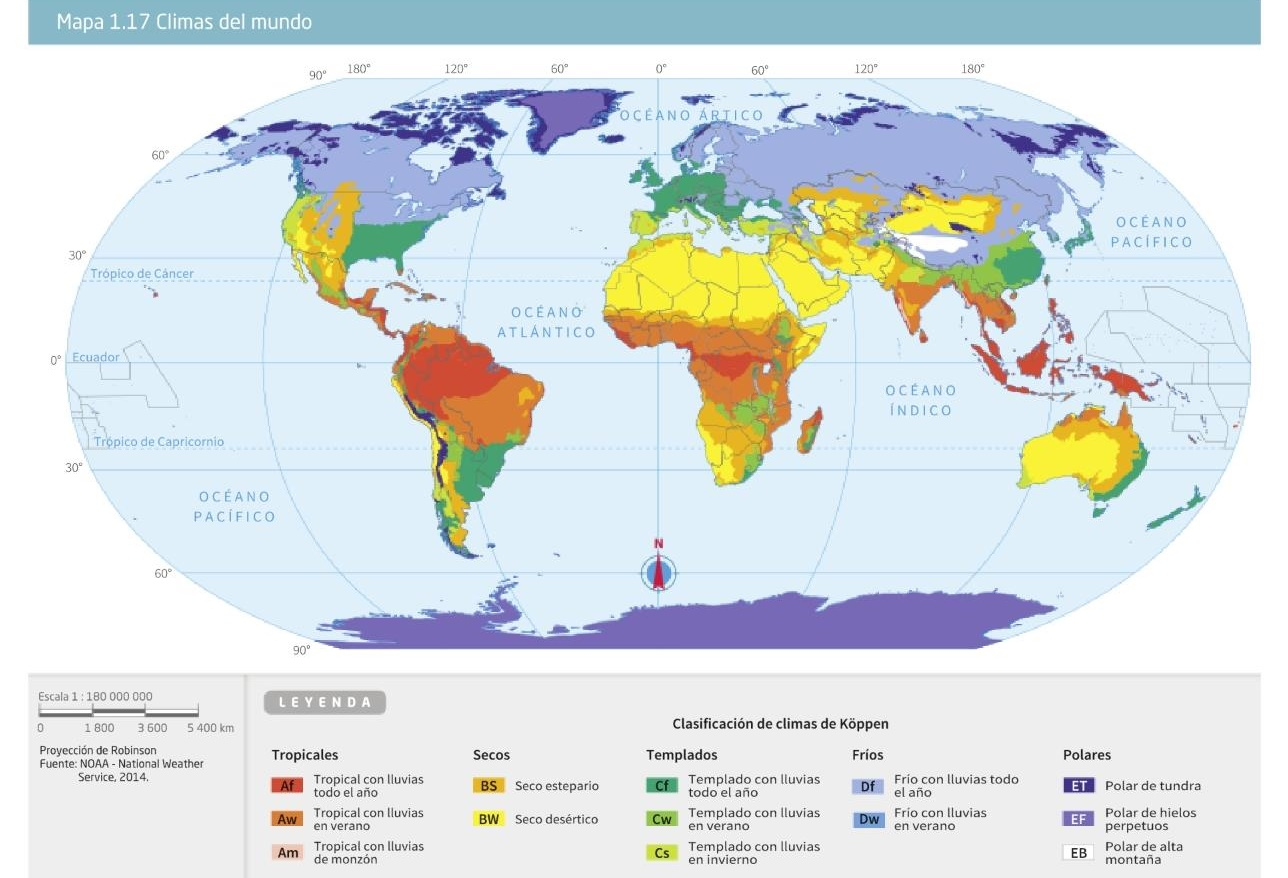 Mapa 1.17 Climas del mundo
90° 180° 120° 60° 0° 60° 120° 180°
OCÉANO ÁRTICO
60°
OCÉANO
PACÍFICO
30°
Trópico de Cáncer
OCÉANO
ATLÁNTICO
0° Ecuador
OCÉANO
ÍNDICO
Trópico de Capricornio
30°
OCÉANO
PACÍFICO
N
60°
90°
Escala 1 : 180 000 000
0 1 800 3 600 5 400 km
Proyección de Robinson
Fuente: NOAA - National Weather
Service, 2014.
LEYENDA
Clasificación de climas de Köppen
Tropicales
Af Tropical con lluvias
todo el año
Aw Tropical con lluvias
en verano
Am Tropical con lluvias
de monzón
Secos
BS Seco estepario
BW Seco desértico
Templados
Cf Templado con lluvias
todo el año
Cw Templado con lluvias
en verano
Cs Templado con lluvias
en invierno
Fríos
Df Frío con lluvias todo
el año
Dw Frío con lluvias
en verano
Polares
ET Polar de tundra
EF Polar de hielos
perpetuos
EB Polar de alta
montaña